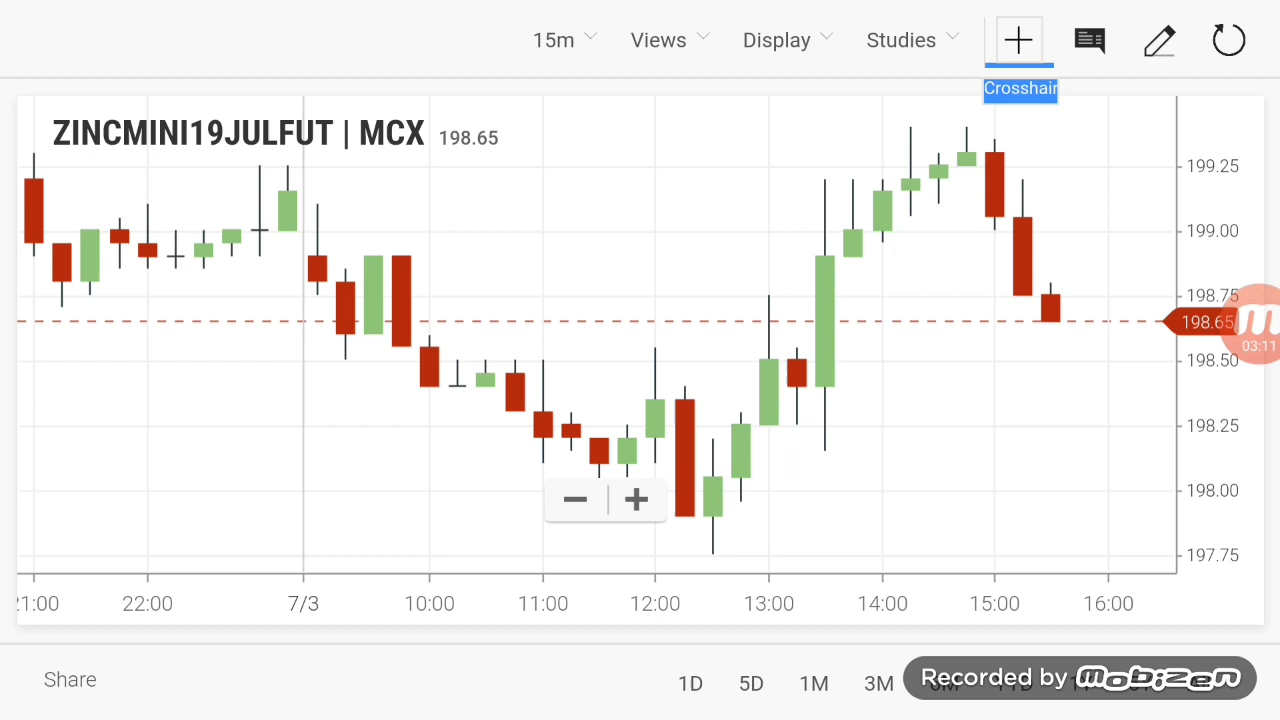 15m Views Display Studies
Crosshair
ZINCMINI19JULFUT | MCX 198.65
199.25
199.00
198.75
198.65
03:11
198.50
198.25
198.00
197.75
21:00 22:00 7/3 10:00 11:00 12:00 13:00 14:00 15:00 16:00
Share 1D 5D 1M 3M
Recorded by mobizen